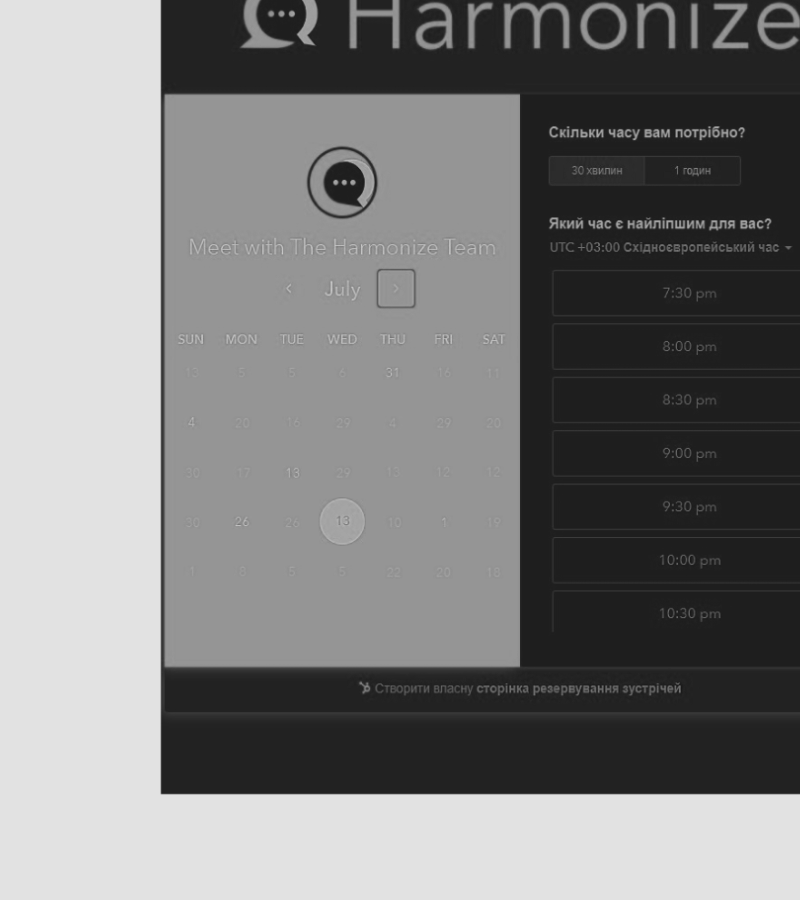 Harmonize
Meet with The Harmonize Team
July
SUN MON TUE WED THU FRI SAT
13 5 5 6 31 16 11
4 20 16 29 4 29 20
30 17 13 29 13 12 12
30 26 26 13 10 1 19
1 8 5 5 22 20 18
Скільки часу вам потрібно?
30 хвилин 1 годин
Який час є найліпшим для вас?
UTC +03:00 Східноєвропейський час
7:30 pm
8:00 pm
8:30 pm
9:00 pm
9:30 pm
10:00 pm
10:30 pm
Створити власну сторінка резервування зустрічей